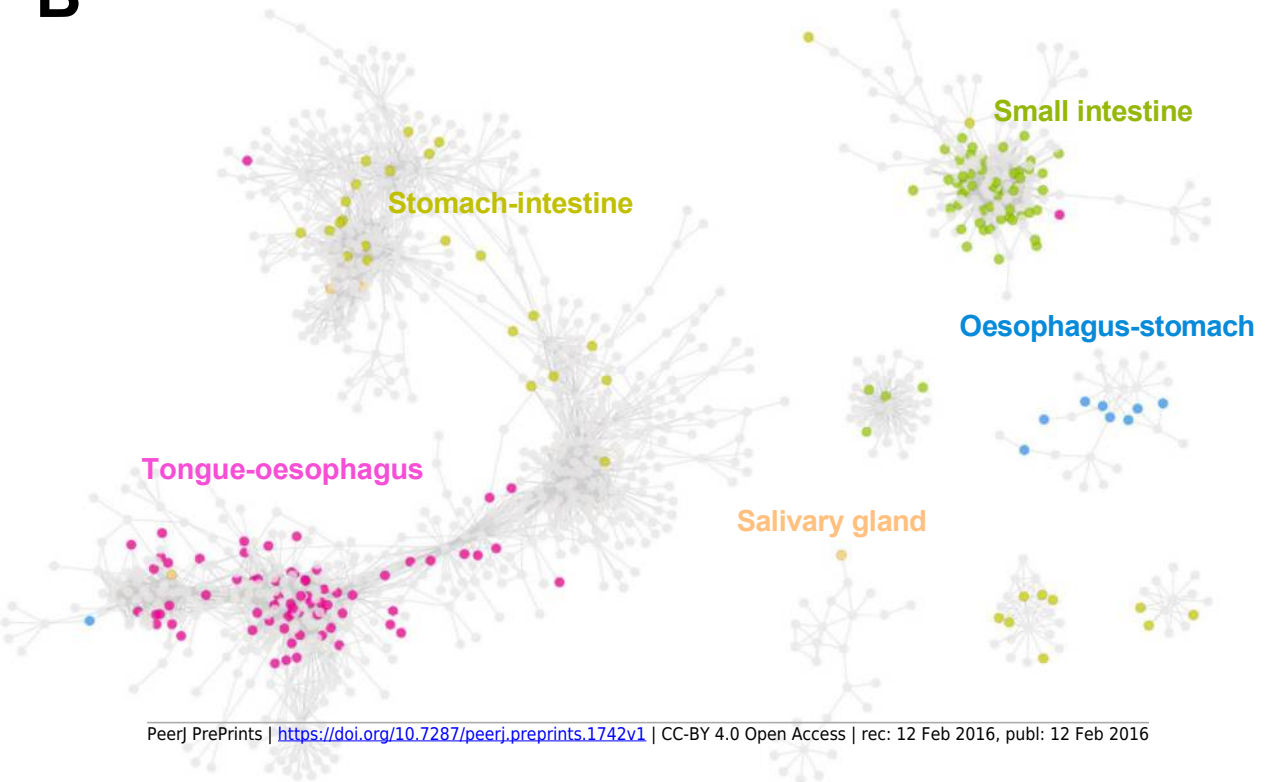 B
Small intestine
Stomach-intestine
Oesophagus-stomach
Tongue-oesophagus
Salivary gland
PeerJ PrePrints | https://doi.org/10.7287/peerj.preprints.1742v1 | CC-BY 4.0 Open Access | rec: 12 Feb 2016, publ: 12 Feb 2016